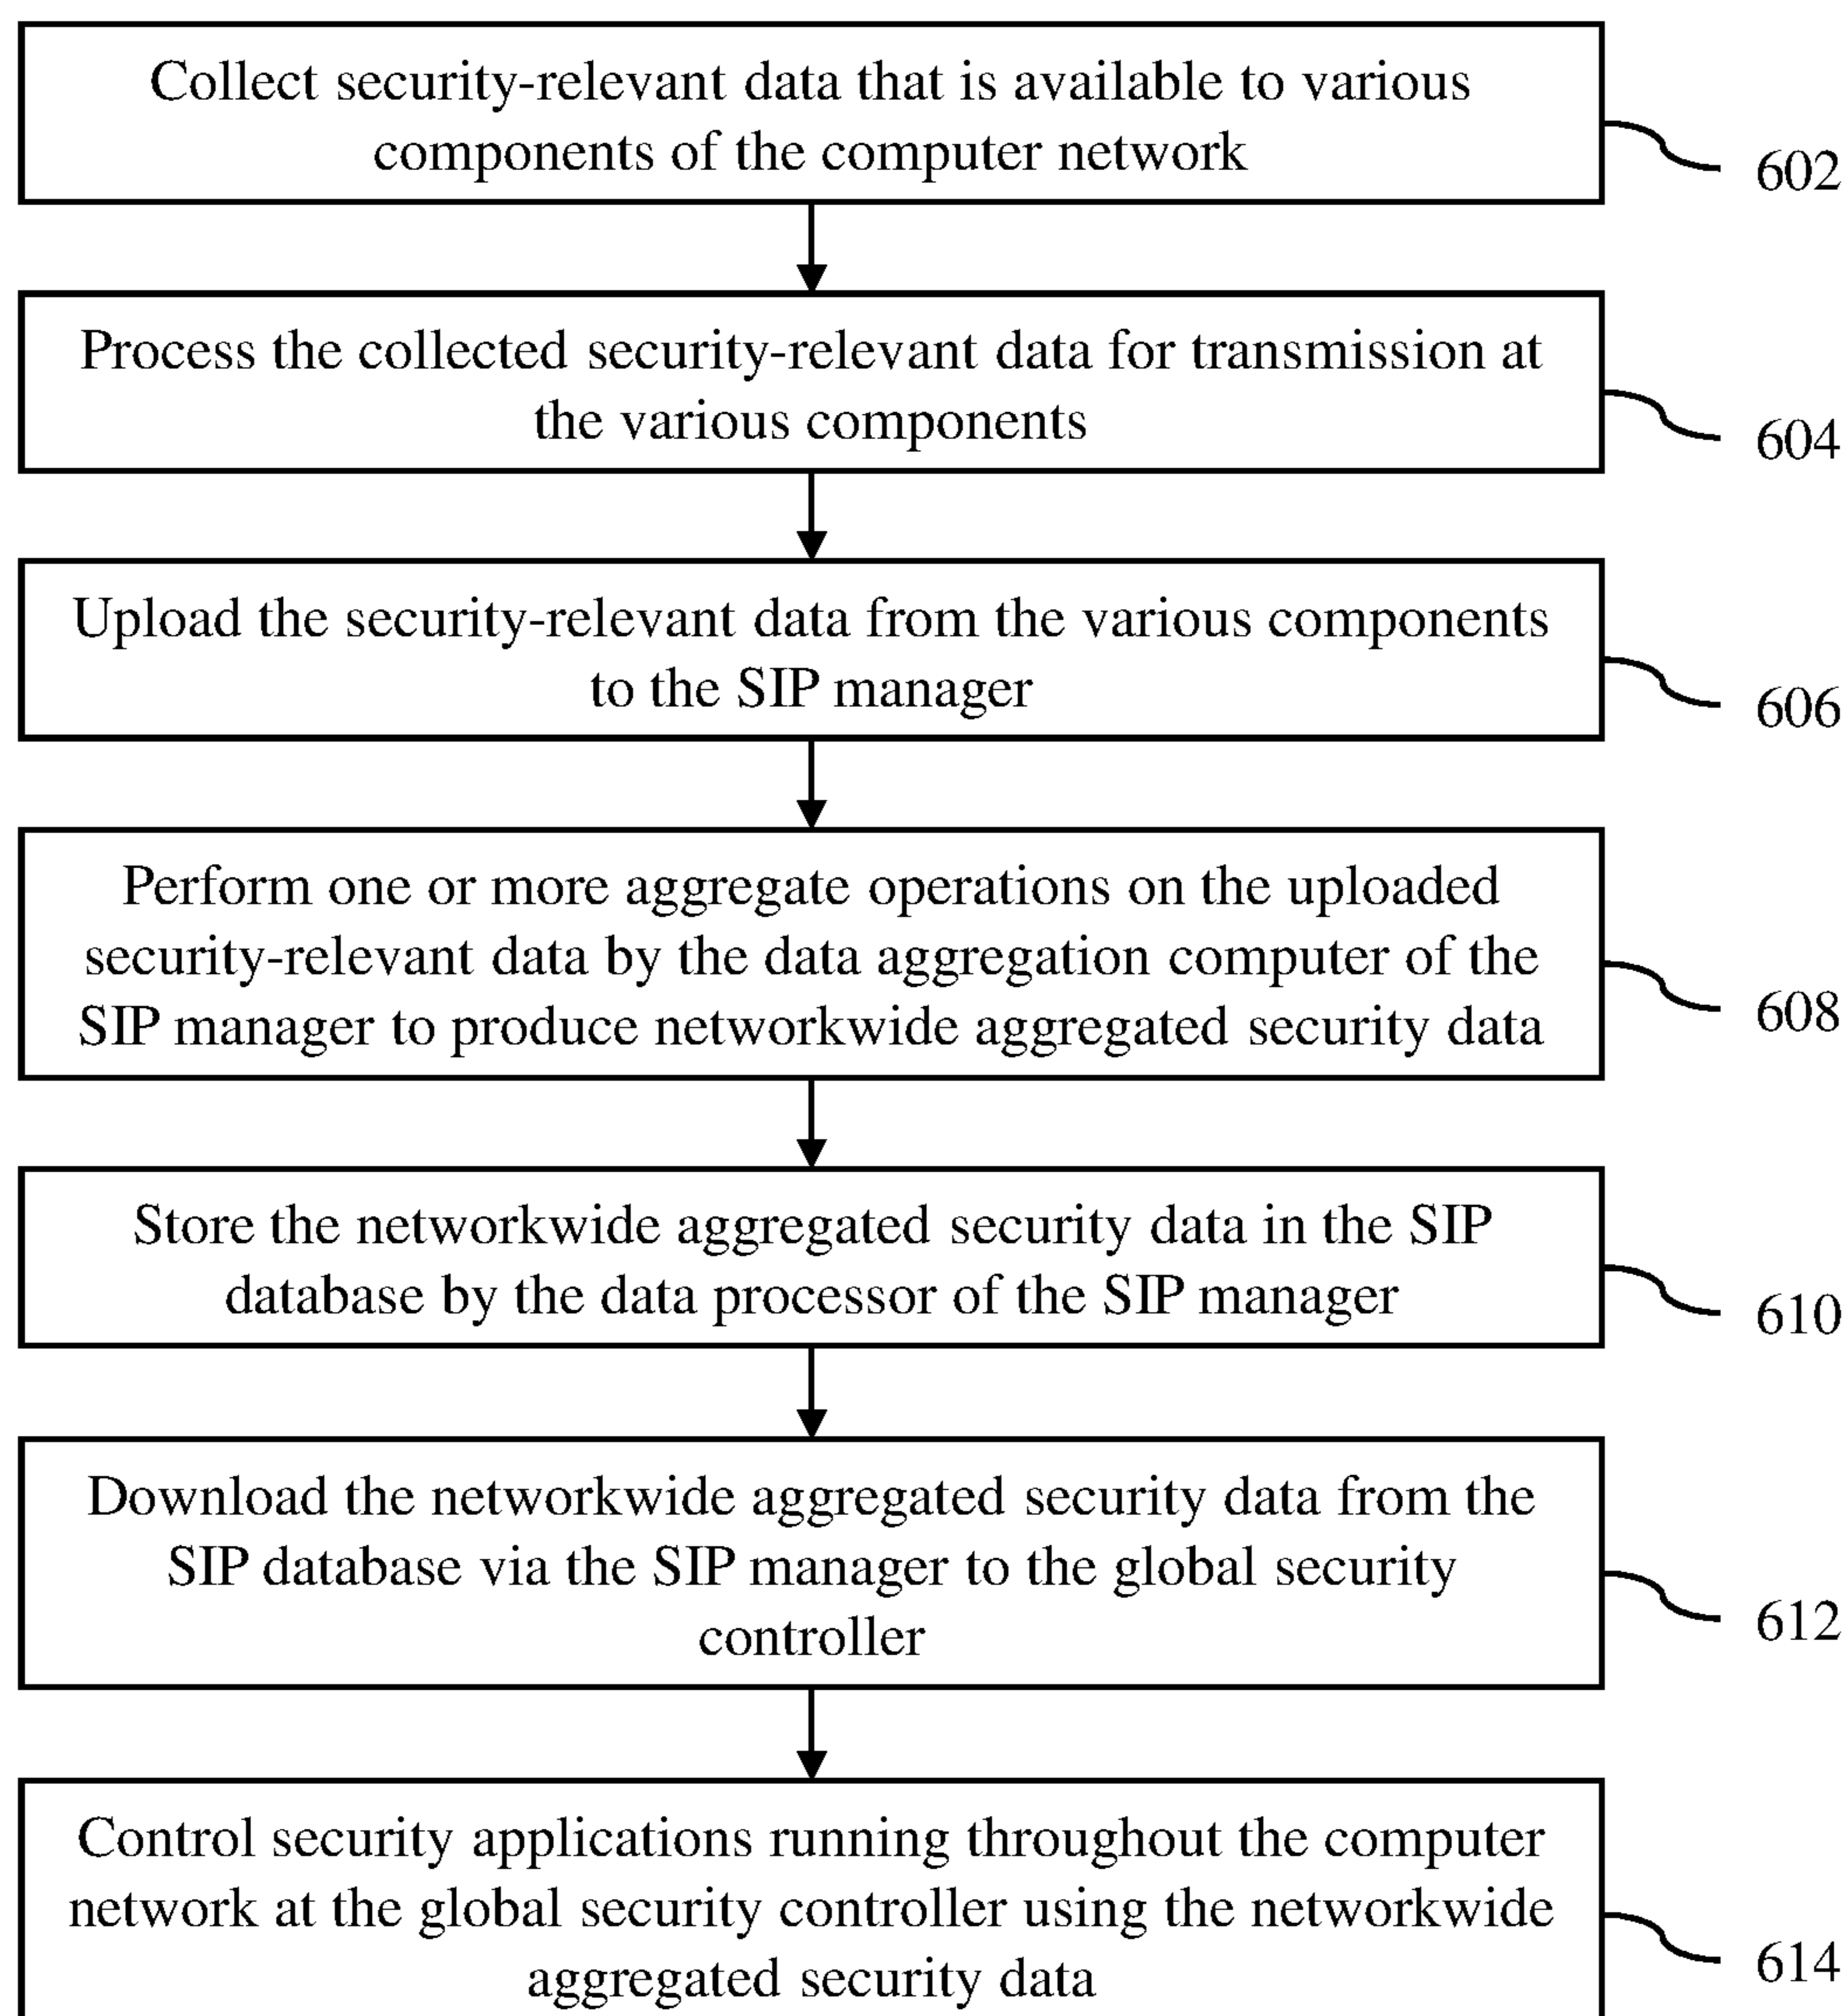 Collect security-relevant data that is available to various
components of the computer network
602
Process the collected security-relevant data for transmission at
the various components
604
Upload the security-relevant data from the various components
to the SIP manager
606
Perform one or more aggregate operations on the uploaded
security-relevant data by the data aggregation computer of the
SIP manager to produce networkwide aggregated security data
608
Store the networkwide aggregated security data in the SIP
database by the data processor of the SIP manager
610
Download the networkwide aggregated security data from the
SIP database via the SIP manager to the global security
controller
612
Control security applications running throughout the computer
network at the global security controller using the networkwide
aggregated security data
614